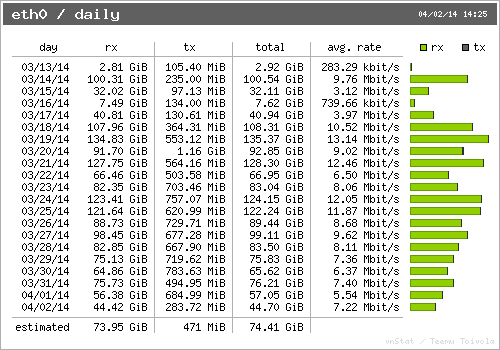 eth0 / daily 04/02/14 14:25
day rx tx total avg. rate rx tx
03/13/14 2.81 GiB 105.40 MiB 2.92 GiB 283.29 kbit/s
03/14/14 100.31 GiB 235.00 MiB 100.54 GiB 9.76 Mbit/s
03/15/14 32.02 GiB 97.13 MiB 32.11 GiB 3.12 Mbit/s
03/16/14 7.49 GiB 134.00 MiB 7.62 GiB 739.66 kbit/s
03/17/14 40.81 GiB 130.61 MiB 40.94 GiB 3.97 Mbit/s
03/18/14 107.96 GiB 364.31 MiB 108.31 GiB 10.52 Mbit/s
03/19/14 134.83 GiB 553.12 MiB 135.37 GiB 13.14 Mbit/s
03/20/14 91.70 GiB 1.16 GiB 92.85 GiB 9.02 Mbit/s
03/21/14 127.75 GiB 564.16 MiB 128.30 GiB 12.46 Mbit/s
03/22/14 66.46 GiB 503.58 MiB 66.95 GiB 6.50 Mbit/s
03/23/14 82.35 GiB 703.46 MiB 83.04 GiB 8.06 Mbit/s
03/24/14 123.41 GiB 757.07 MiB 124.15 GiB 12.05 Mbit/s
03/25/14 121.64 GiB 620.99 MiB 122.24 GiB 11.87 Mbit/s
03/26/14 88.73 GiB 729.71 MiB 89.44 GiB 8.68 Mbit/s
03/27/14 98.45 GiB 677.28 MiB 99.11 GiB 9.62 Mbit/s
03/28/14 82.85 GiB 667.90 MiB 83.50 GiB 8.11 Mbit/s
03/29/14 75.13 GiB 719.62 MiB 75.83 GiB 7.36 Mbit/s
03/30/14 64.86 GiB 783.63 MiB 65.62 GiB 6.37 Mbit/s
03/31/14 75.73 GiB 494.95 MiB 76.21 GiB 7.40 Mbit/s
04/01/14 56.38 GiB 684.99 MiB 57.05 GiB 5.54 Mbit/s
04/02/14 44.42 GiB 283.72 MiB 44.70 GiB 7.22 Mbit/s
estimated 73.95 GiB 471 MiB 74.41 GiB
vnStat / Teemu Toivola